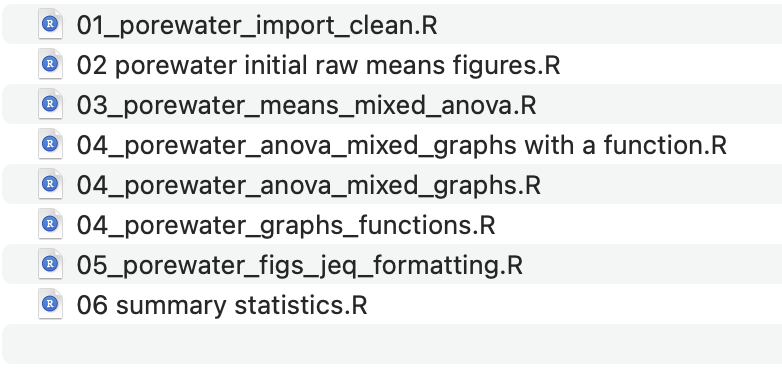 01_porewater_import_clean.R
02 porewater initial raw means figures.R
03_porewater_means_mixed_anova.R
04_porewater_anova_mixed_graphs with a function.R
04_porewater_anova_mixed_graphs.R
04_porewater_graphs_functions.R
05_porewater_figs_jeq_formatting.R
06 summary statistics.R